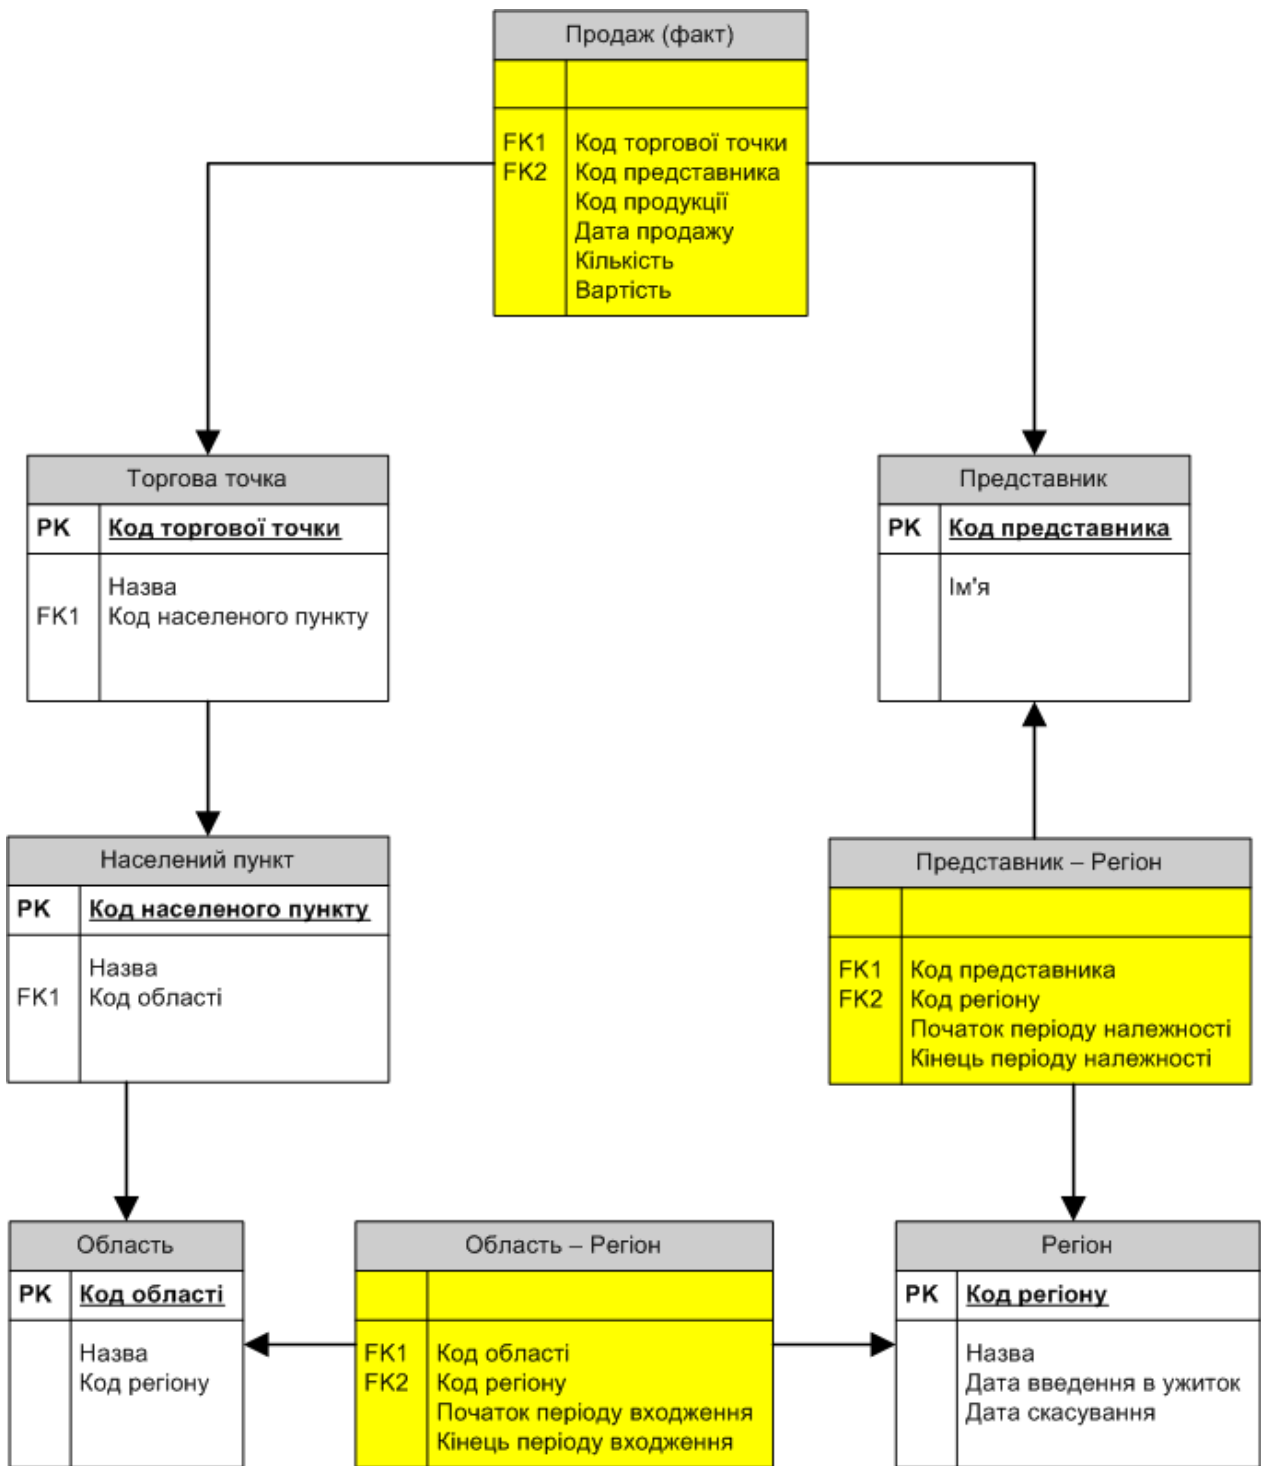 Продаж (факт)
FK1 Код торгової точки
FK2 Код представника
Код продукції
Дата продажу
Кількість
Вартість
Торгова точка
PK Код торгової точки
Назва
FK1 Код населеного пункту
Представник
PK Код представника
Ім'я
Населений пункт
PK Код населеного пункту
Назва
FK1 Код області
Представник – Регіон
FK1 Код представника
FK2 Код регіону
Початок періоду належності
Кінець періоду належності
Область
PK Код області
Назва
Код регіону
Область – Регіон
FK1 Код області
FK2 Код регіону
Початок періоду входження
Кінець періоду входження
Регіон
PK Код регіону
Назва
Дата введення в ужиток
Дата скасування